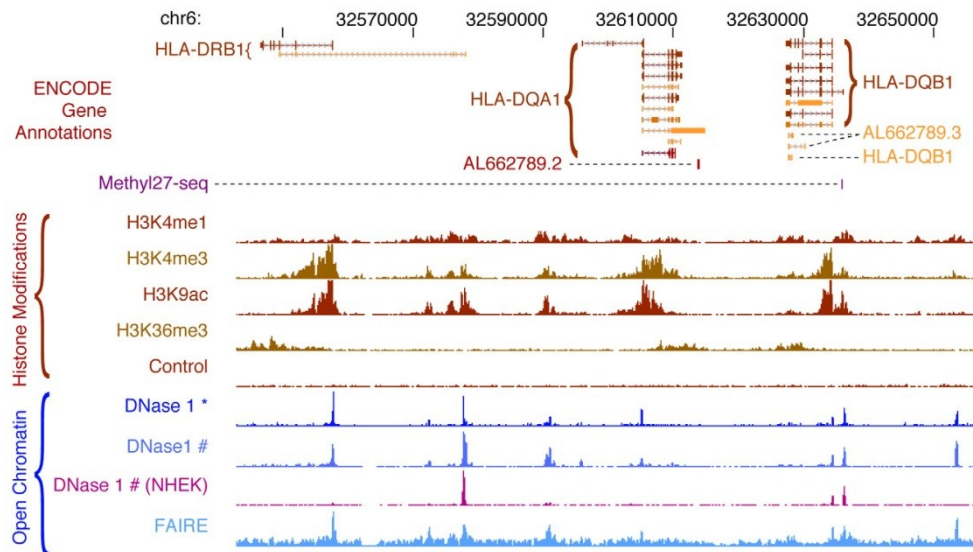 chr6: 32570000 32590000 32610000 32630000 32650000
HLA-DRB1{
ENCODE
Gene
Annotations
HLA-DQA1
HLA-DQB1
AL662789.3
AL662789.2
HLA-DQB1
Methyl27-seq
Histone Modifications
H3K4me1
H3K4me3
H3K9ac
H3K36me3
Control
Open Chromatin
DNase 1 *
DNase1 #
DNase 1 # (NHEK)
FAIRE